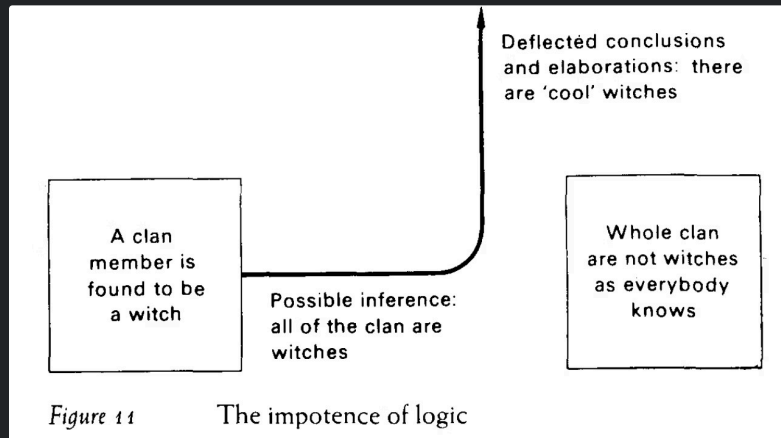 Deflected conclusions
and elaborations: there
are 'cool' witches
A clan
member is
found to be
a witch
Possible inference:
all of the clan are
witches
Whole clan
are not witches
as everybody
knows
Figure 11 The impotence of logic